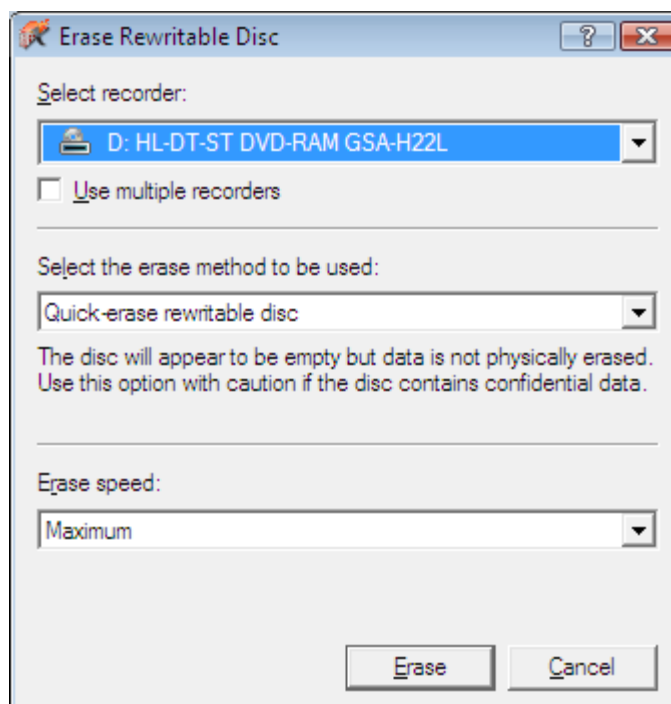 Erase Rewritable Disc
Select recorder:
D: HL-DT-ST DVD-RAM GSA-H22L
Use multiple recorders
Select the erase method to be used:
Quick-erase rewritable disc
The disc will appear to be empty but data is not physically erased.
Use this option with caution if the disc contains confidential data.
Erase speed:
Maximum
Erase Cancel